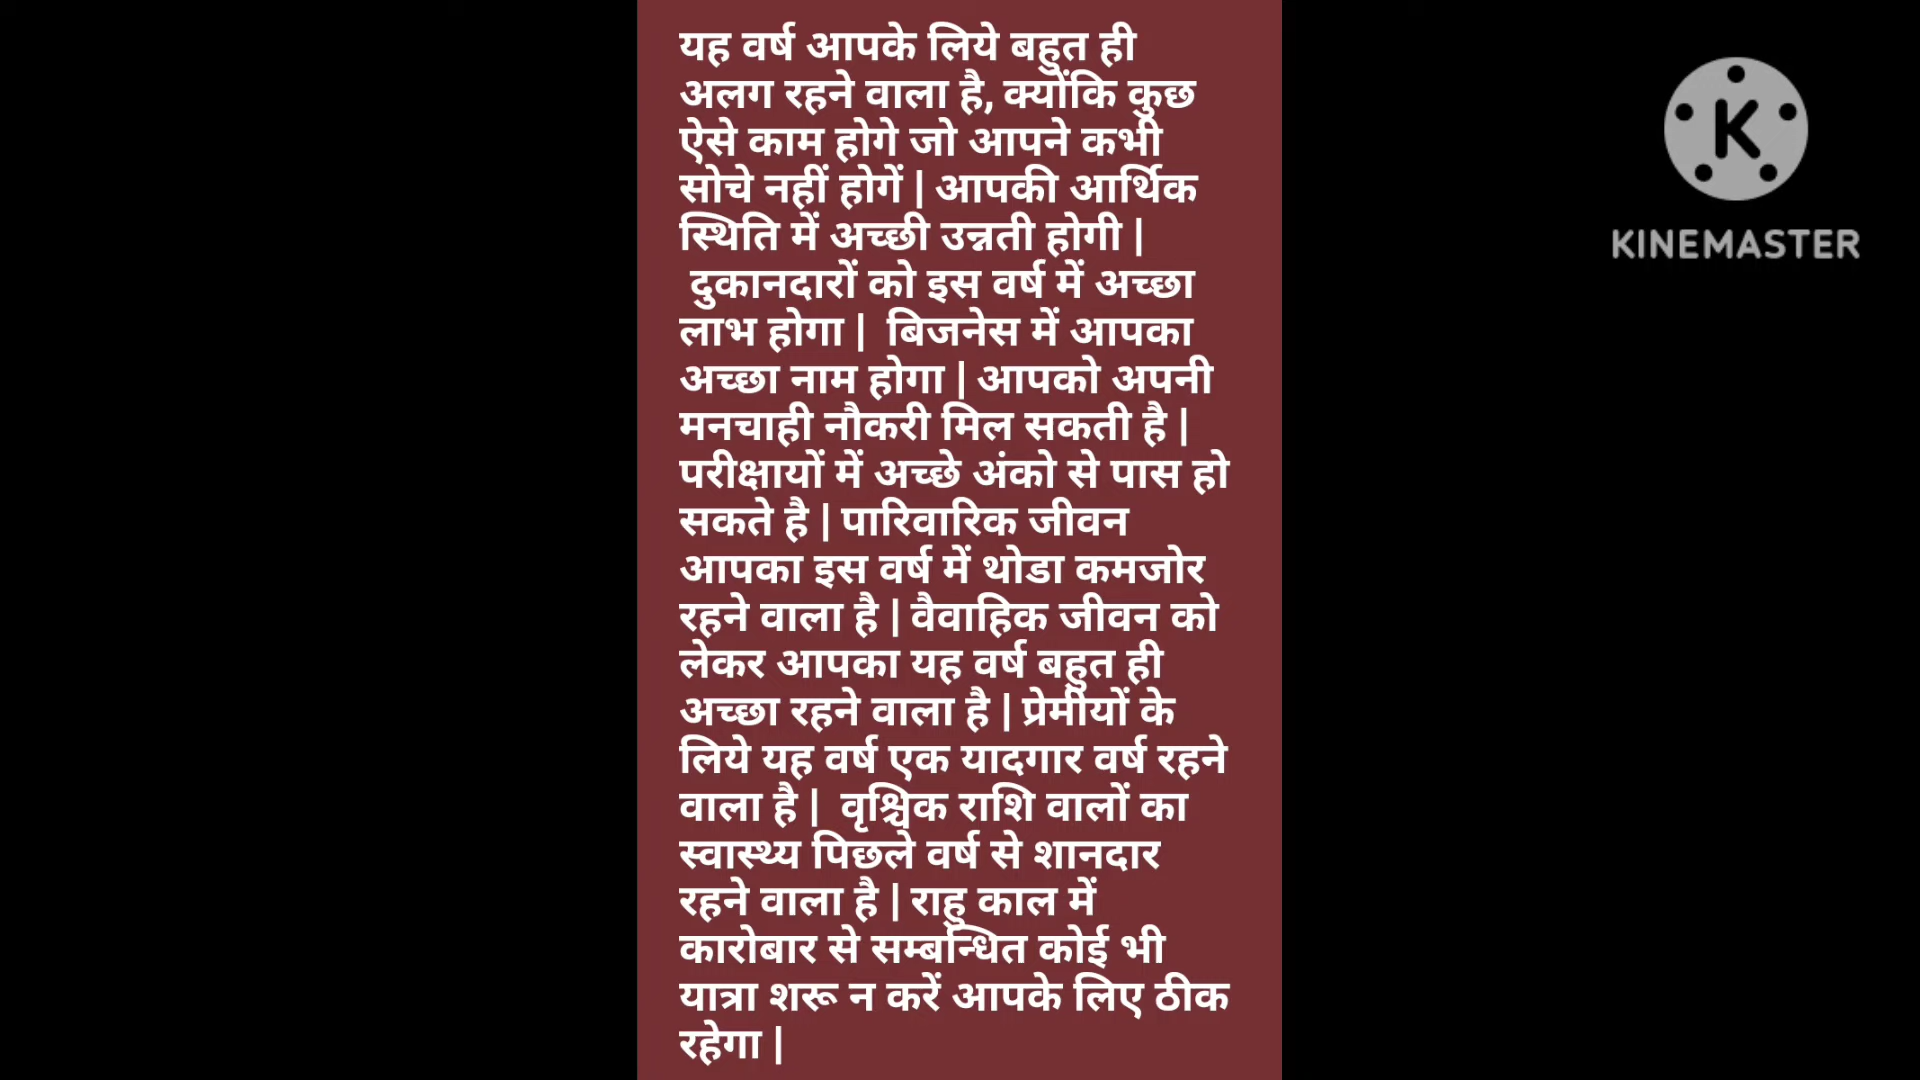 यह वर्ष आपके लिये बहुत ही
अलग रहने वाला है, क्योंकि कुछ
ऐसे काम होगे जो आपने कभी
सोचे नहीं होगें | आपकी आर्थिक
स्थिति में अच्छी उन्नती होगी |
दुकानदारों को इस वर्ष में अच्छा
लाभ होगा | बिजनेस में आपका
अच्छा नाम होगा | आपको अपनी
मनचाही नौकरी मिल सकती है |
परीक्षायों में अच्छे अंको से पास हो
सकते है | पारिवारिक जीवन
आपका इस वर्ष में थोडा कमजोर
रहने वाला है | वैवाहिक जीवन को
लेकर आपका यह वर्ष बहुत ही
अच्छा रहने वाला है | प्रेमीयों के
लिये यह वर्ष एक यादगार वर्ष रहने
वाला है | वृश्चिक राशि वालों का
स्वास्थ्य पिछले वर्ष से शानदार
रहने वाला है | राहु काल में
कारोबार से सम्बन्धित कोई भी
यात्रा शरू न करें आपके लिए ठीक
रहेगा |
K
KINEMASTER